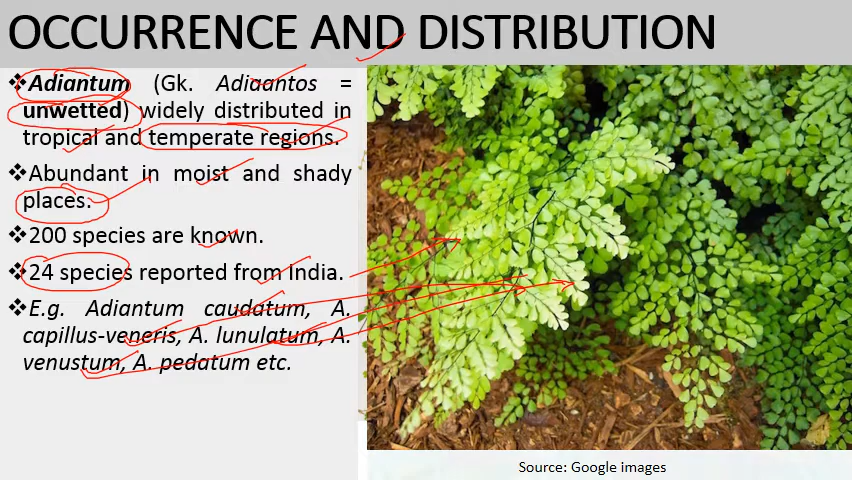 OCCURRENCE AND DISTRIBUTION
❖Adiantum (Gk. Adiaantos =
unwetted) widely distributed in
tropical and temperate regions.
❖Abundant in moist and shady
places.
❖200 species are known.
❖24 species reported from India.
❖E.g. Adiantum caudatum, A.
capillus-veneris, A. lunulatum, A.
venustum, A. pedatum etc.
Source: Google images